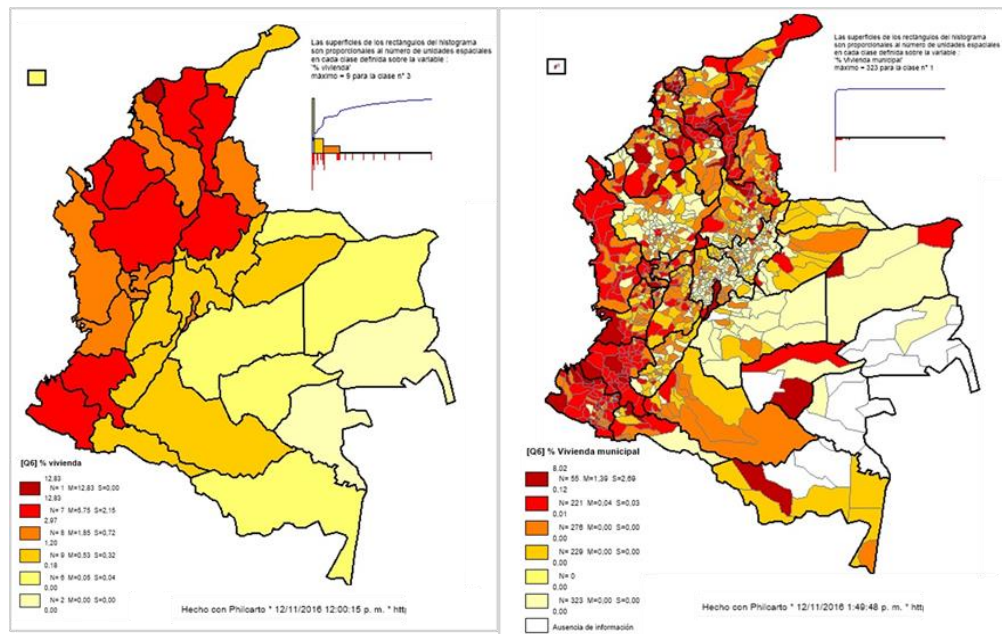 Las superficies de los rectángulos del histograma
son porporcionales al número de unidades espaciales
en cada clase definida sobre la variable :
'% vivienda'
máximo = 9 para la clase n° 3
[Q6] % vivienda
12.83
N= 1 M=12.83 S=0.00
12.83
N= 7 M=5.75 S=2.15
2.97
N= 8 M=1.85 S=0.72
1.20
N= 9 M=0.53 S=0.32
0.18
N= 6 M=0.05 S=0.04
0.00
N= 2 M=0.00 S=0.00
0.00
Hecho con Philcarto * 12/11/2016 12:00:15 p. m. * http
Las superficies de los rectángulos del histograma
son porporcionales al número de unidades espaciales
en cada clase definida sobre la variable :
'% Vivienda municipal'
máximo = 323 para la clase n° 1
[Q6] % Vivienda municipal
8.02
N= 55 M=1.39 S=2.69
0.12
N= 221 M=0.04 S=0.03
0.01
N= 276 M=0.00 S=0.00
0.00
N= 229 M=0.00 S=0.00
0.00
N= 0
0.00
N= 323 M=0.00 S=0.00
0.00
Ausencia de información
Hecho con Philcarto * 12/11/2016 1:49:48 p. m. * http